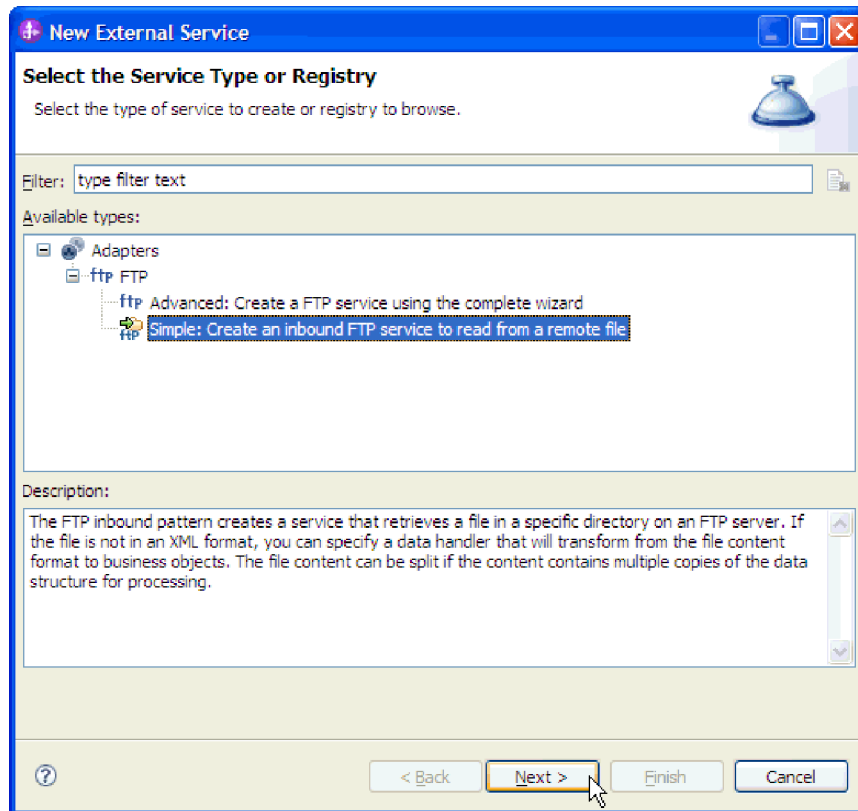 New External Service
Select the Service Type or Registry
Select the type of service to create or registry to browse.
Filter: type filter text
Available types:
Adapters
ftp FTP
ftp Advanced: Create a FTP service using the complete wizard
ftp Simple: Create an inbound FTP service to read from a remote file
Description:
The FTP inbound pattern creates a service that retrieves a file in a specific directory on an FTP server. If
the file is not in an XML format, you can specify a data handler that will transform from the file content
format to business objects. The file content can be split if the content contains multiple copies of the data
structure for processing.
? < Back Next > Finish Cancel